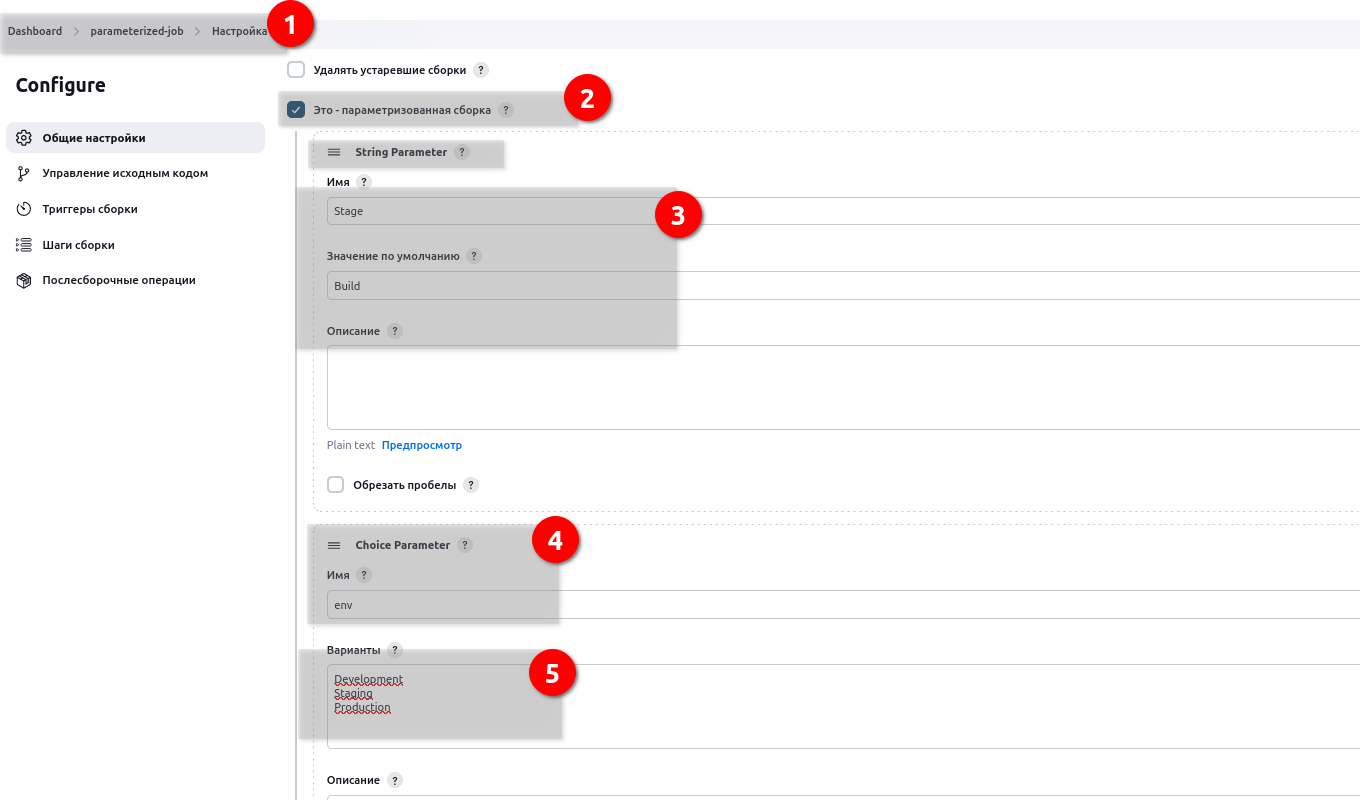 Dashboard > parameterized-job > Настройка
1
Configure
Общие настройки
Управление исходным кодом
Триггеры сборки
Шаги сборки
Послесборочные операции
Удалять устаревшие сборки ?
2
Это - параметризованная сборка ?
String Parameter ?
Имя ?
Stage
3
Значение по умолчанию ?
Build
Описание ?
Plain text Предпросмотр
Обрезать пробелы ?
4
Choice Parameter ?
Имя ?
env
Варианты ?
5
Development
Staging
Production
Описание ?